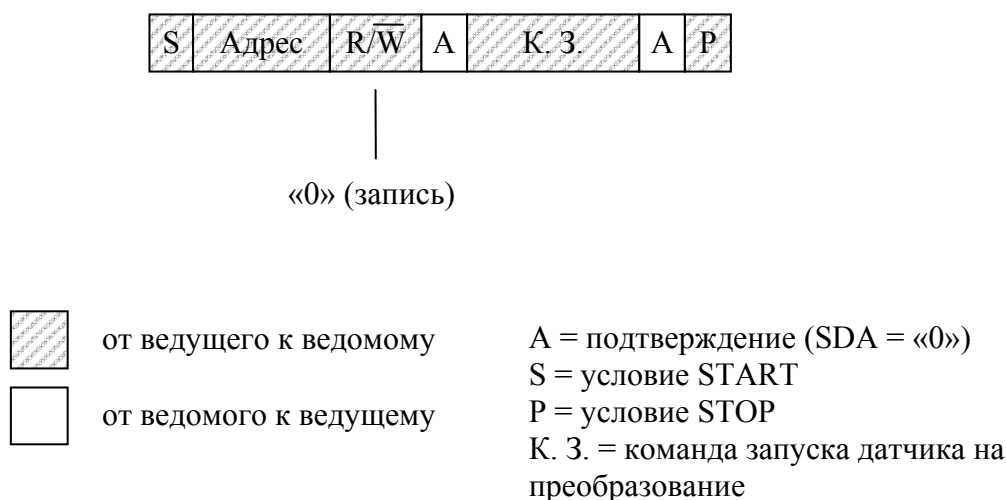 S Адрес R/W̅ A К. З. A P
«0» (запись)
от ведущего к ведомому
от ведомого к ведущему
A = подтверждение (SDA = «0»)
S = условие START
P = условие STOP
К. З. = команда запуска датчика на
преобразование